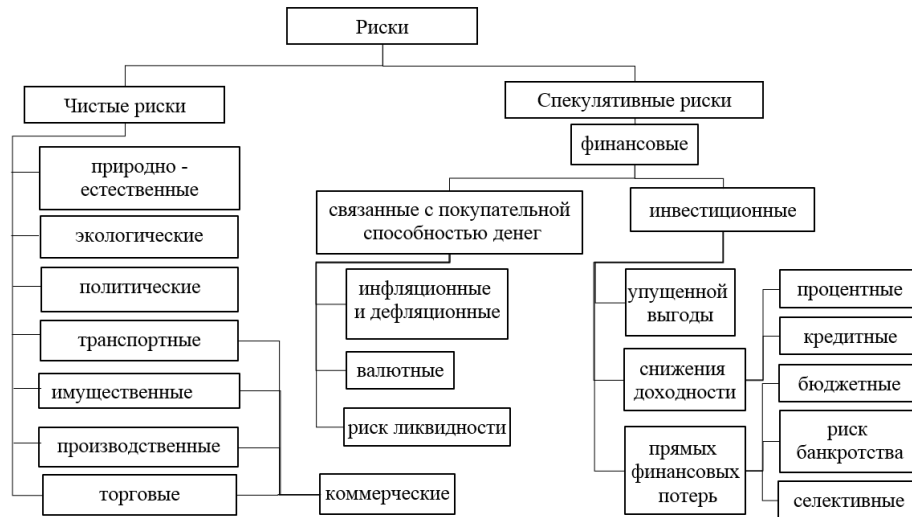 Риски
Чистые риски
природно -
естественные
экологические
политические
транспортные
имущественные
производственные
торговые
коммерческие
Спекулятивные риски
финансовые
связанные с покупательной
способностью денег
инфляционные
и дефляционные
валютные
риск ликвидности
инвестиционные
упущенной
выгоды
снижения
доходности
прямых
финансовых
потерь
процентные
кредитные
бюджетные
риск
банкротства
селективные